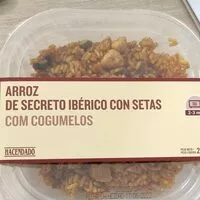 ARROZ
DE SECRETO IBÉRICO CON SETAS
COM COGUMELOS
HACENDADO